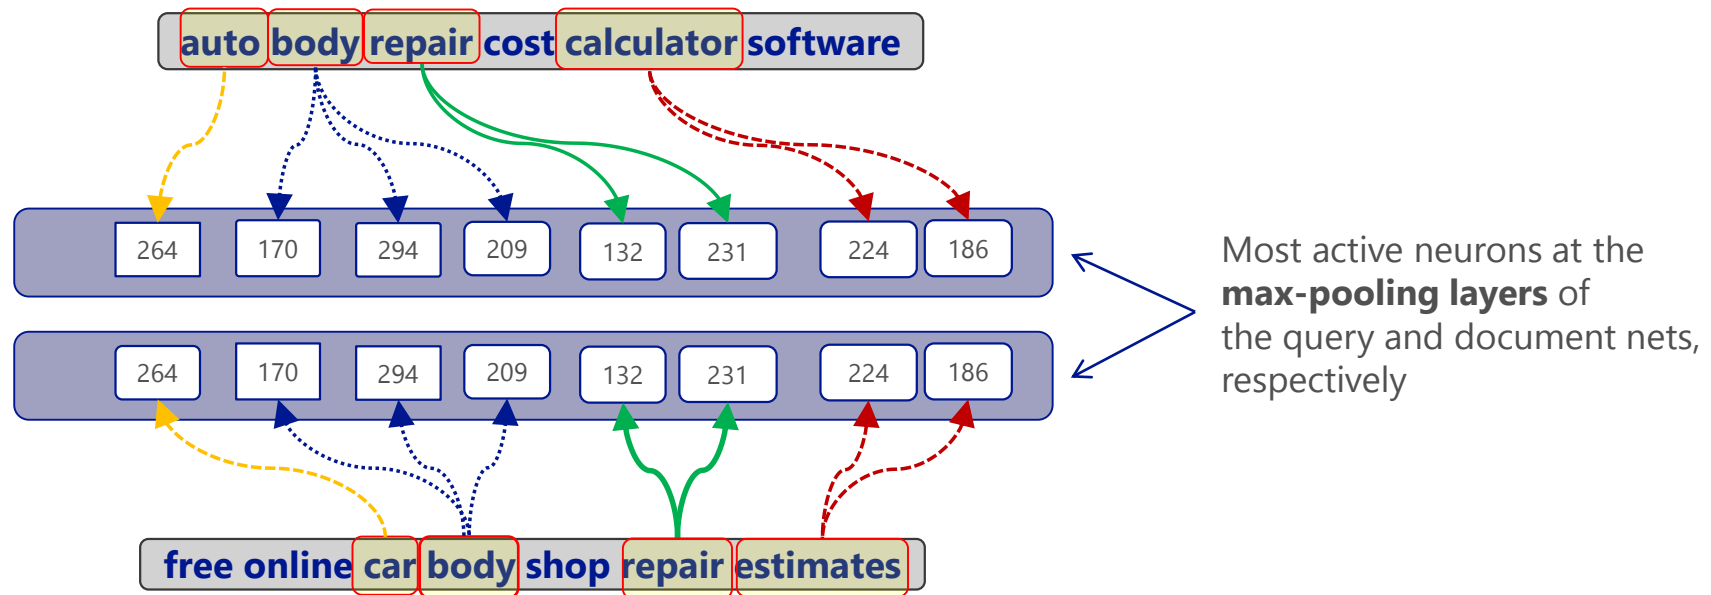 auto body repair cost calculator software
264 170 294 209 132 231 224 186
264 170 294 209 132 231 224 186
free online car body shop repair estimates
Most active neurons at the
max-pooling layers of
the query and document nets,
respectively